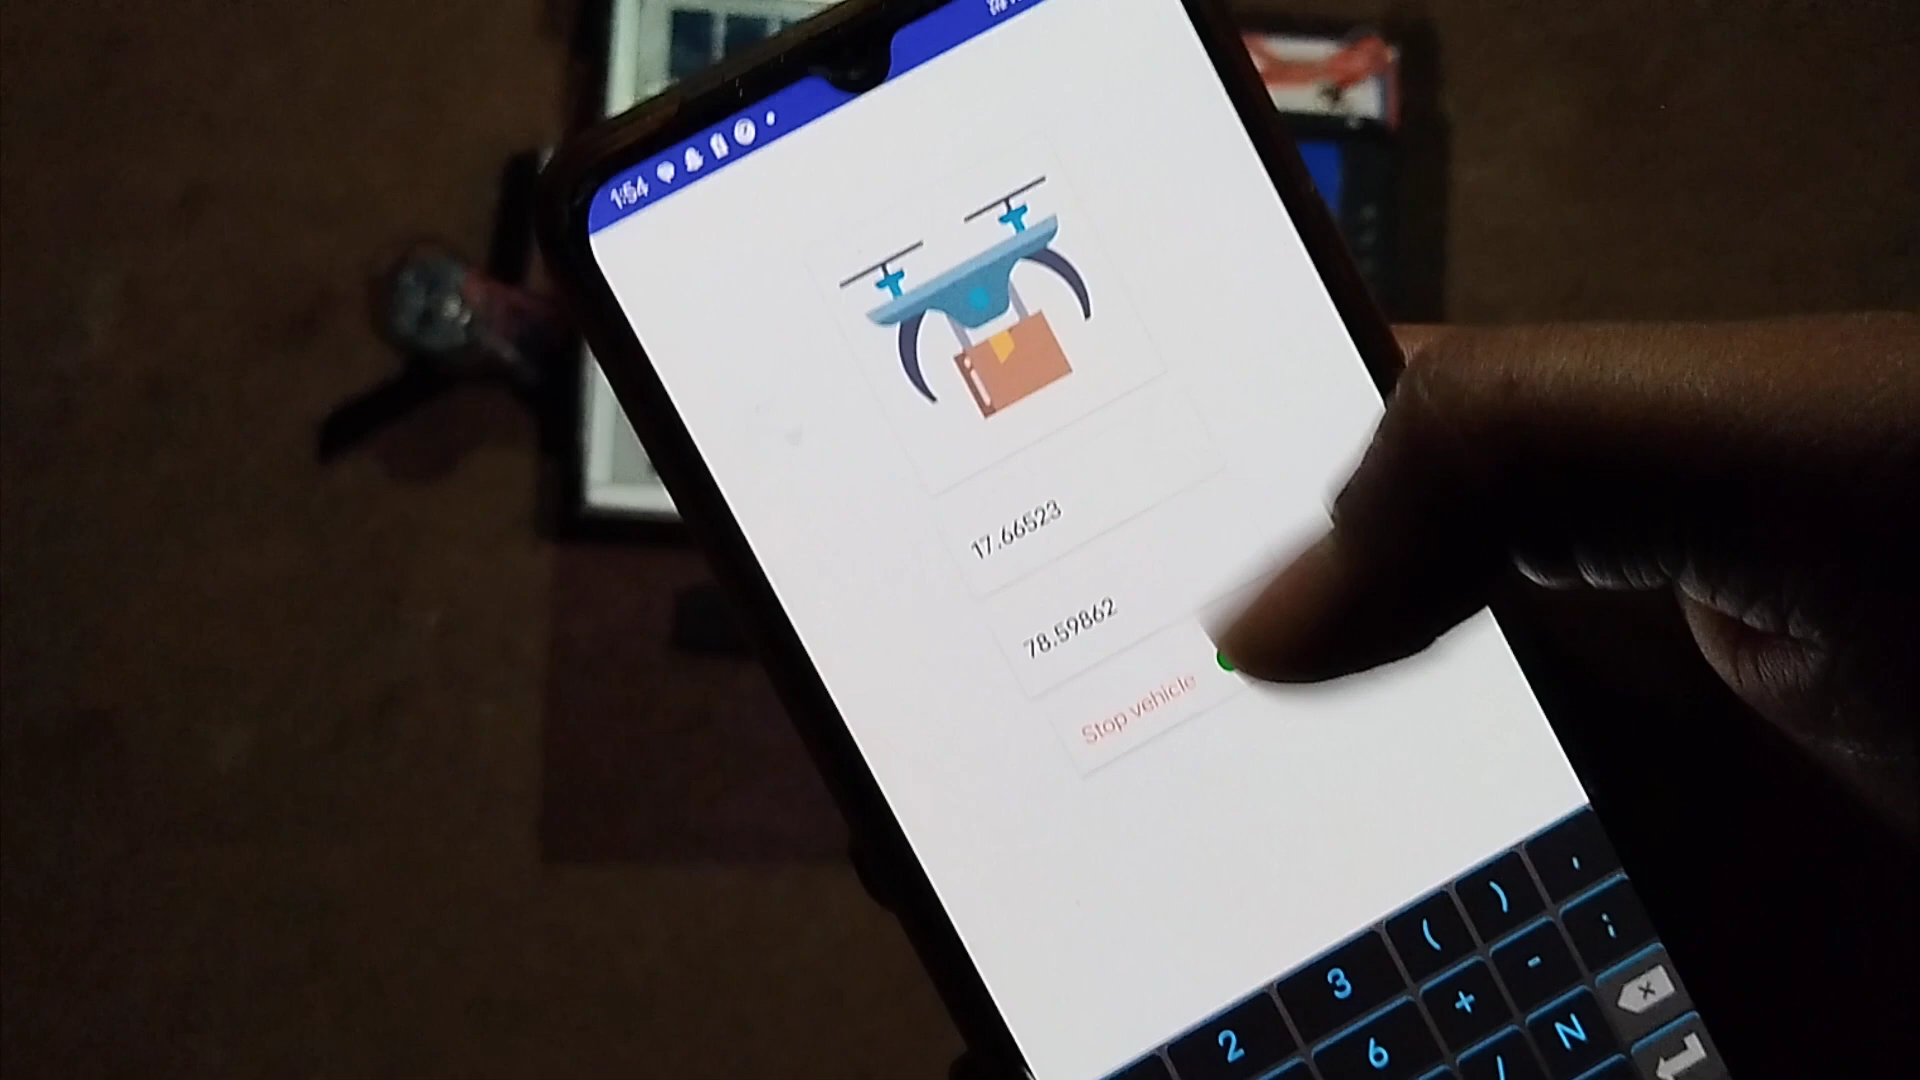 1:54
17.66523
78.59862
Stop vehicle
3 ( ) ,
2 6 + - ;
/ N